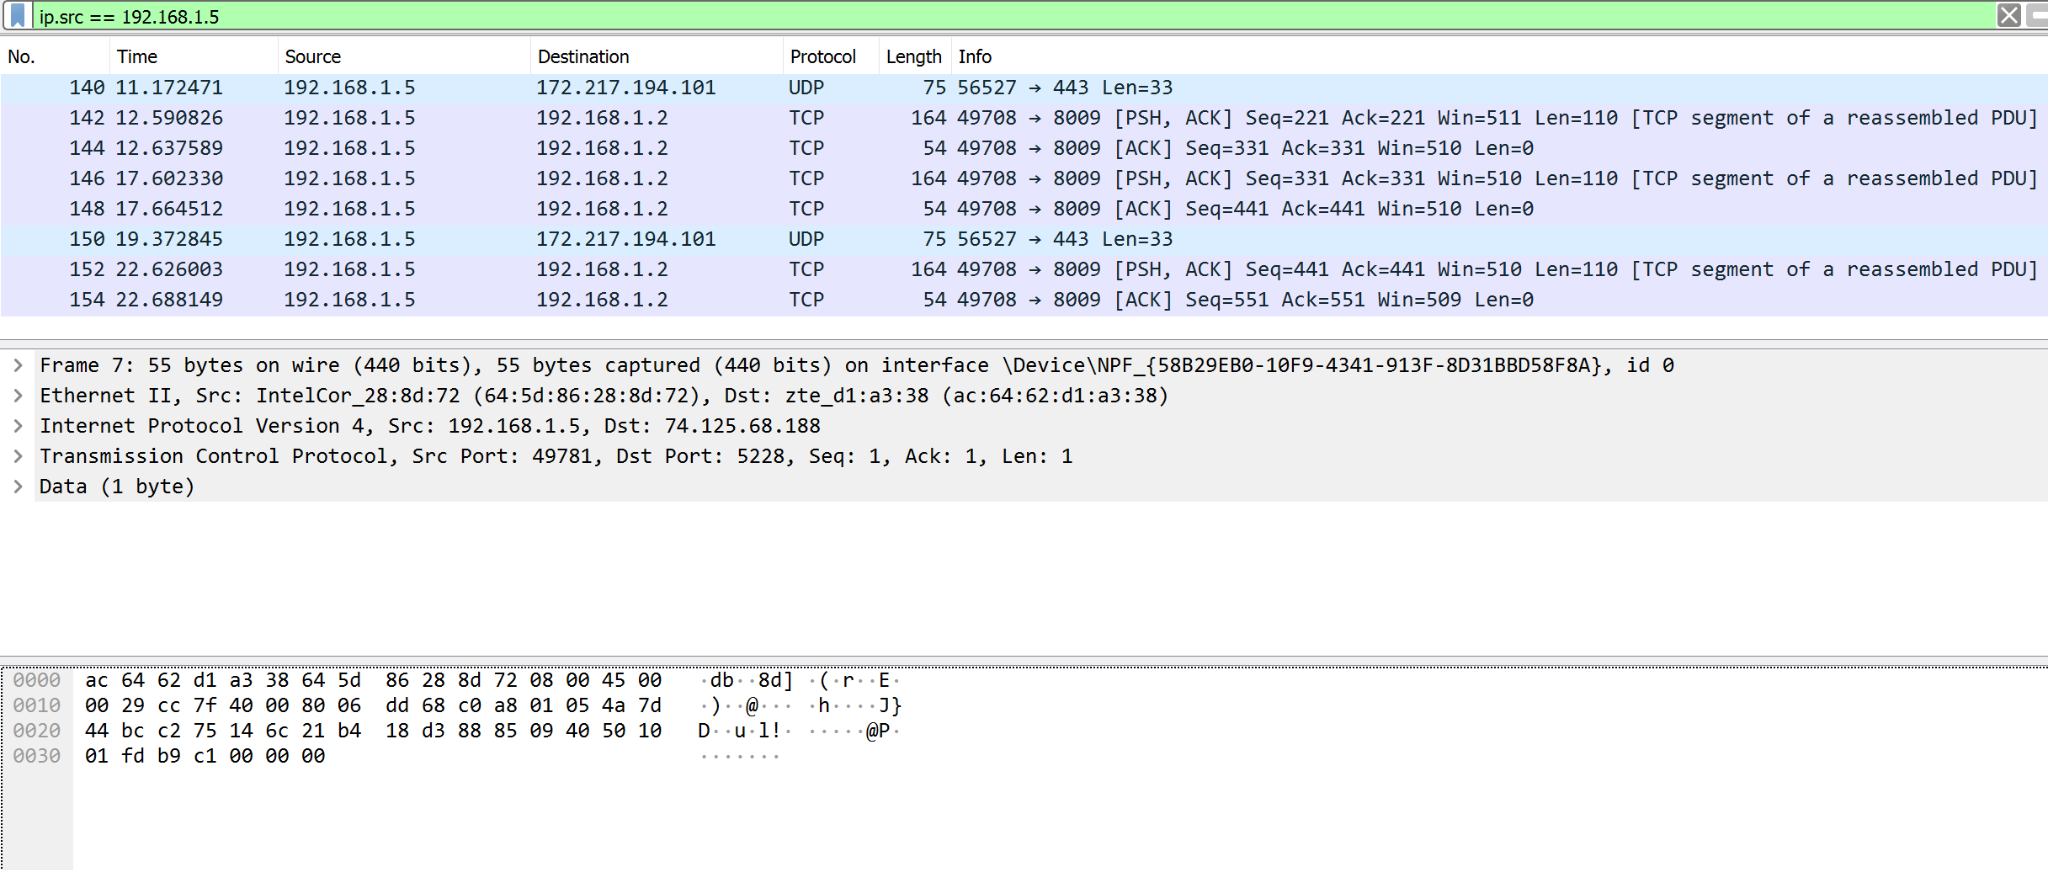 ip.src == 192.168.1.5
No. Time Source Destination Protocol Length Info
140 11.172471 192.168.1.5 172.217.194.101 UDP 75 56527 → 443 Len=33
142 12.590826 192.168.1.5 192.168.1.2 TCP 164 49708 → 8009 [PSH, ACK] Seq=221 Ack=221 Win=511 Len=110 [TCP segment of a reassembled PDU]
144 12.637589 192.168.1.5 192.168.1.2 TCP 54 49708 → 8009 [ACK] Seq=331 Ack=331 Win=510 Len=0
146 17.602330 192.168.1.5 192.168.1.2 TCP 164 49708 → 8009 [PSH, ACK] Seq=331 Ack=331 Win=510 Len=110 [TCP segment of a reassembled PDU]
148 17.664512 192.168.1.5 192.168.1.2 TCP 54 49708 → 8009 [ACK] Seq=441 Ack=441 Win=510 Len=0
150 19.372845 192.168.1.5 172.217.194.101 UDP 75 56527 → 443 Len=33
152 22.626003 192.168.1.5 192.168.1.2 TCP 164 49708 → 8009 [PSH, ACK] Seq=441 Ack=441 Win=510 Len=110 [TCP segment of a reassembled PDU]
154 22.688149 192.168.1.5 192.168.1.2 TCP 54 49708 → 8009 [ACK] Seq=551 Ack=551 Win=509 Len=0
Frame 7: 55 bytes on wire (440 bits), 55 bytes captured (440 bits) on interface \Device\NPF_{58B29EB0-10F9-4341-913F-8D31BBD58F8A}, id 0
Ethernet II, Src: IntelCor_28:8d:72 (64:5d:86:28:8d:72), Dst: zte_d1:a3:38 (ac:64:62:d1:a3:38)
Internet Protocol Version 4, Src: 192.168.1.5, Dst: 74.125.68.188
Transmission Control Protocol, Src Port: 49781, Dst Port: 5228, Seq: 1, Ack: 1, Len: 1
Data (1 byte)
0000 ac 64 62 d1 a3 38 64 5d 86 28 8d 72 08 00 45 00 ·db··8d] ·(·r··E·
0010 00 29 cc 7f 40 00 80 06 dd 68 c0 a8 01 05 4a 7d ·)··@··· ·h····J}
0020 44 bc c2 75 14 6c 21 b4 18 d3 88 85 09 40 50 10 D··u·l!· ·····@P·
0030 01 fd b9 c1 00 00 00 ·······